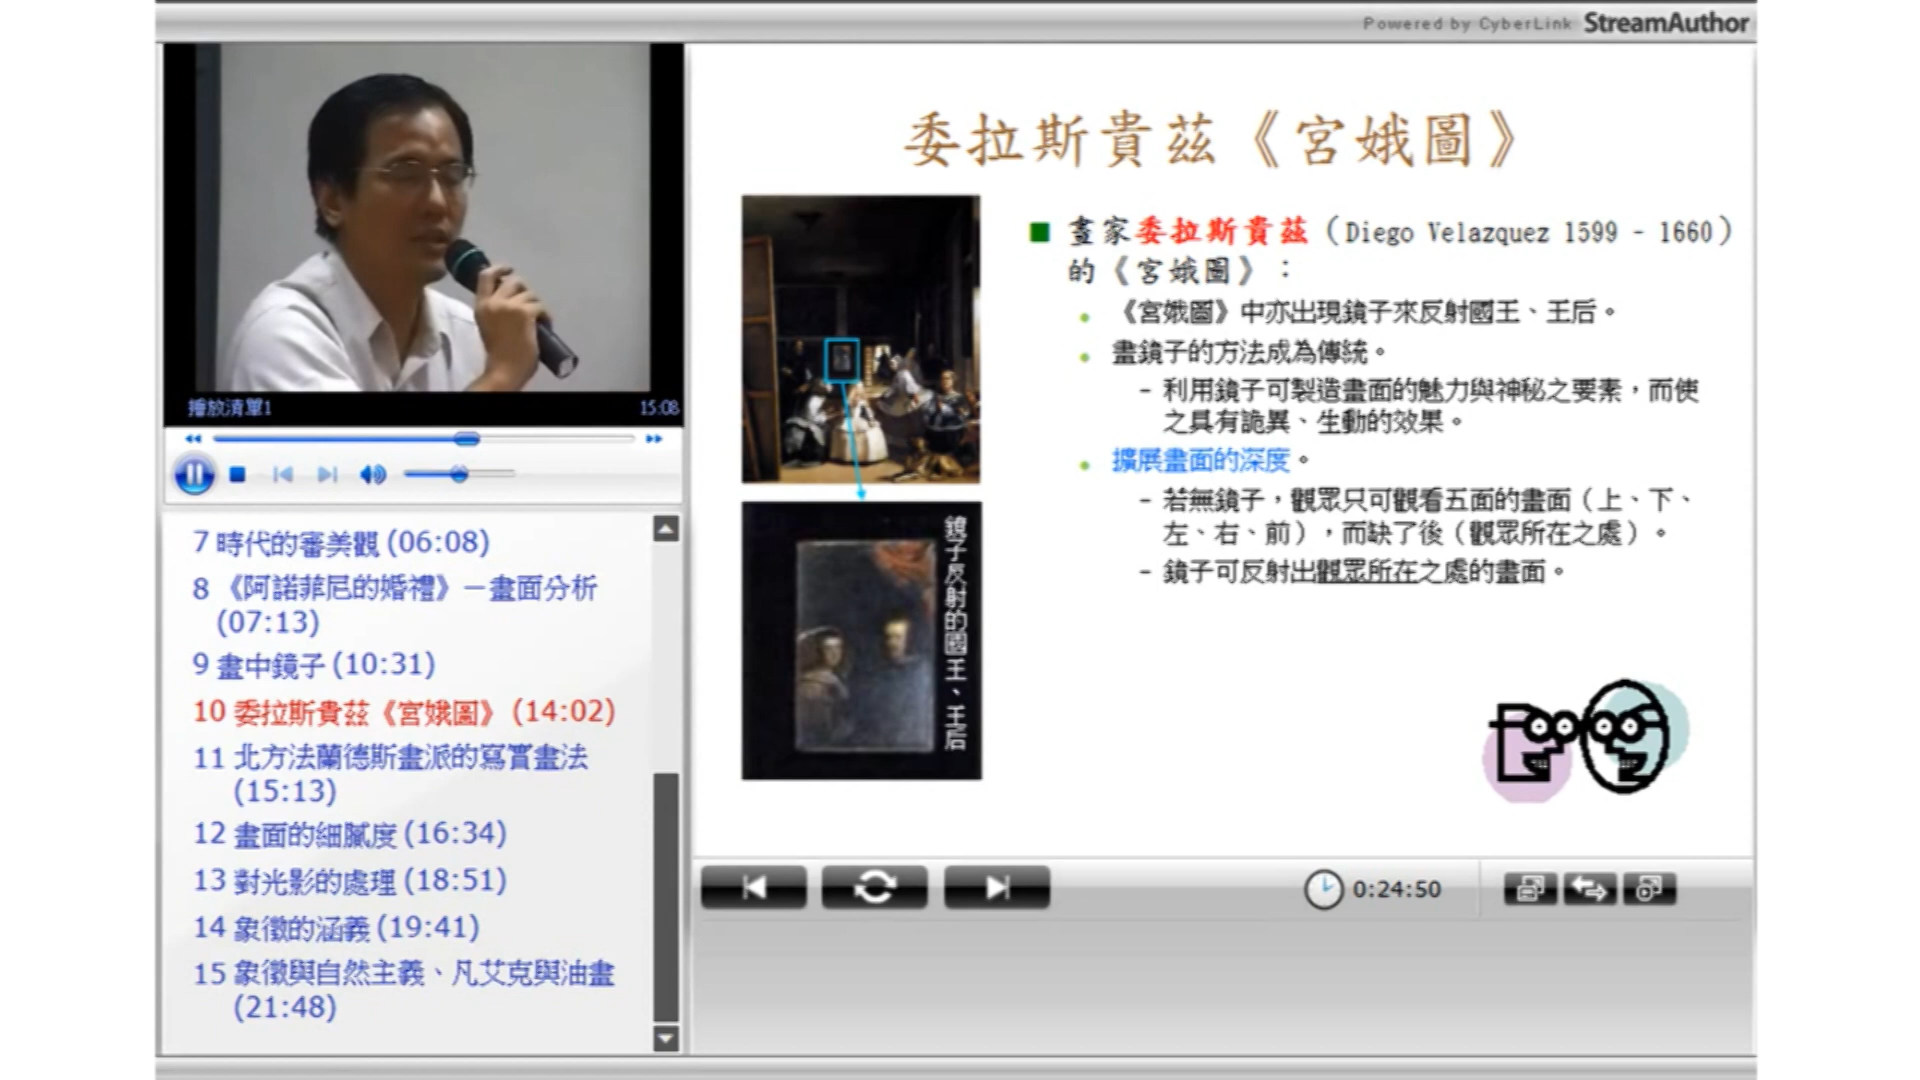 Powered by CyberLink StreamAuthor
播放清單1
15:08
7 時代的審美觀 (06:08)
8 《阿諾菲尼的婚禮》－畫面分析
(07:13)
9 畫中鏡子 (10:31)
10 委拉斯貴茲《宮娥圖》 (14:02)
11 北方法蘭德斯畫派的寫實畫法
(15:13)
12 畫面的細膩度 (16:34)
13 對光影的處理 (18:51)
14 象徵的涵義 (19:41)
15 象徵與自然主義、凡艾克與油畫
(21:48)
委拉斯貴茲《宮娥圖》
畫家委拉斯貴茲（Diego Velazquez 1599 - 1660）
的《宮娥圖》：
《宮娥圖》中亦出現鏡子來反射國王、王后。
畫鏡子的方法成為傳統。
- 利用鏡子可製造畫面的魅力與神秘之要素，而使
之具有詭異、生動的效果。
擴展畫面的深度。
- 若無鏡子，觀眾只可觀看五面的畫面（上、下、
左、右、前），而缺了後（觀眾所在之處）。
- 鏡子可反射出觀眾所在之處的畫面。
鏡子反射的國王、王后
0:24:50